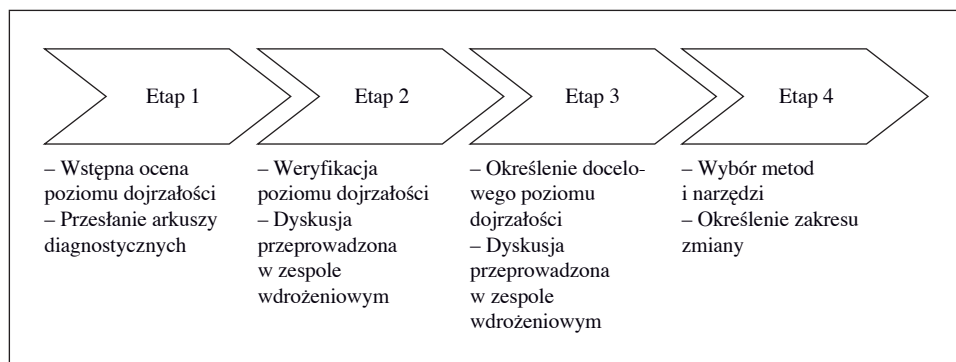 Etap 1
Etap 2
Etap 3
Etap 4
– Wstępna ocena
poziomu dojrzałości
– Przesłanie arkuszy
diagnostycznych
– Weryfikacja
poziomu dojrzałości
– Dyskusja
przeprowadzona
w zespole
wdrożeniowym
– Określenie docelo-
wego poziomu
dojrzałości
– Dyskusja
przeprowadzona
w zespole
wdrożeniowym
– Wybór metod
i narzędzi
– Określenie zakresu
zmiany